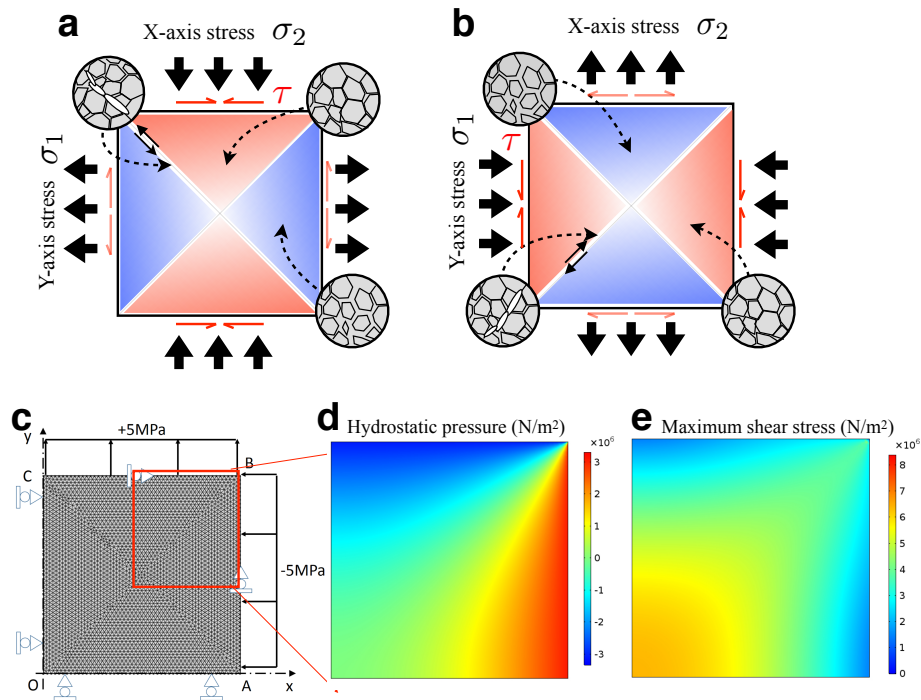 a
X-axis stress σ2
τ
Y-axis stress σ1
b
X-axis stress σ2
τ
Y-axis stress σ1
c
+5MPa
y
C
B
-5MPa
O
A
x
d
Hydrostatic pressure (N/m²)
×10⁶
3
2
1
0
-1
-2
-3
e
Maximum shear stress (N/m²)
×10⁶
8
7
6
5
4
3
2
1
0